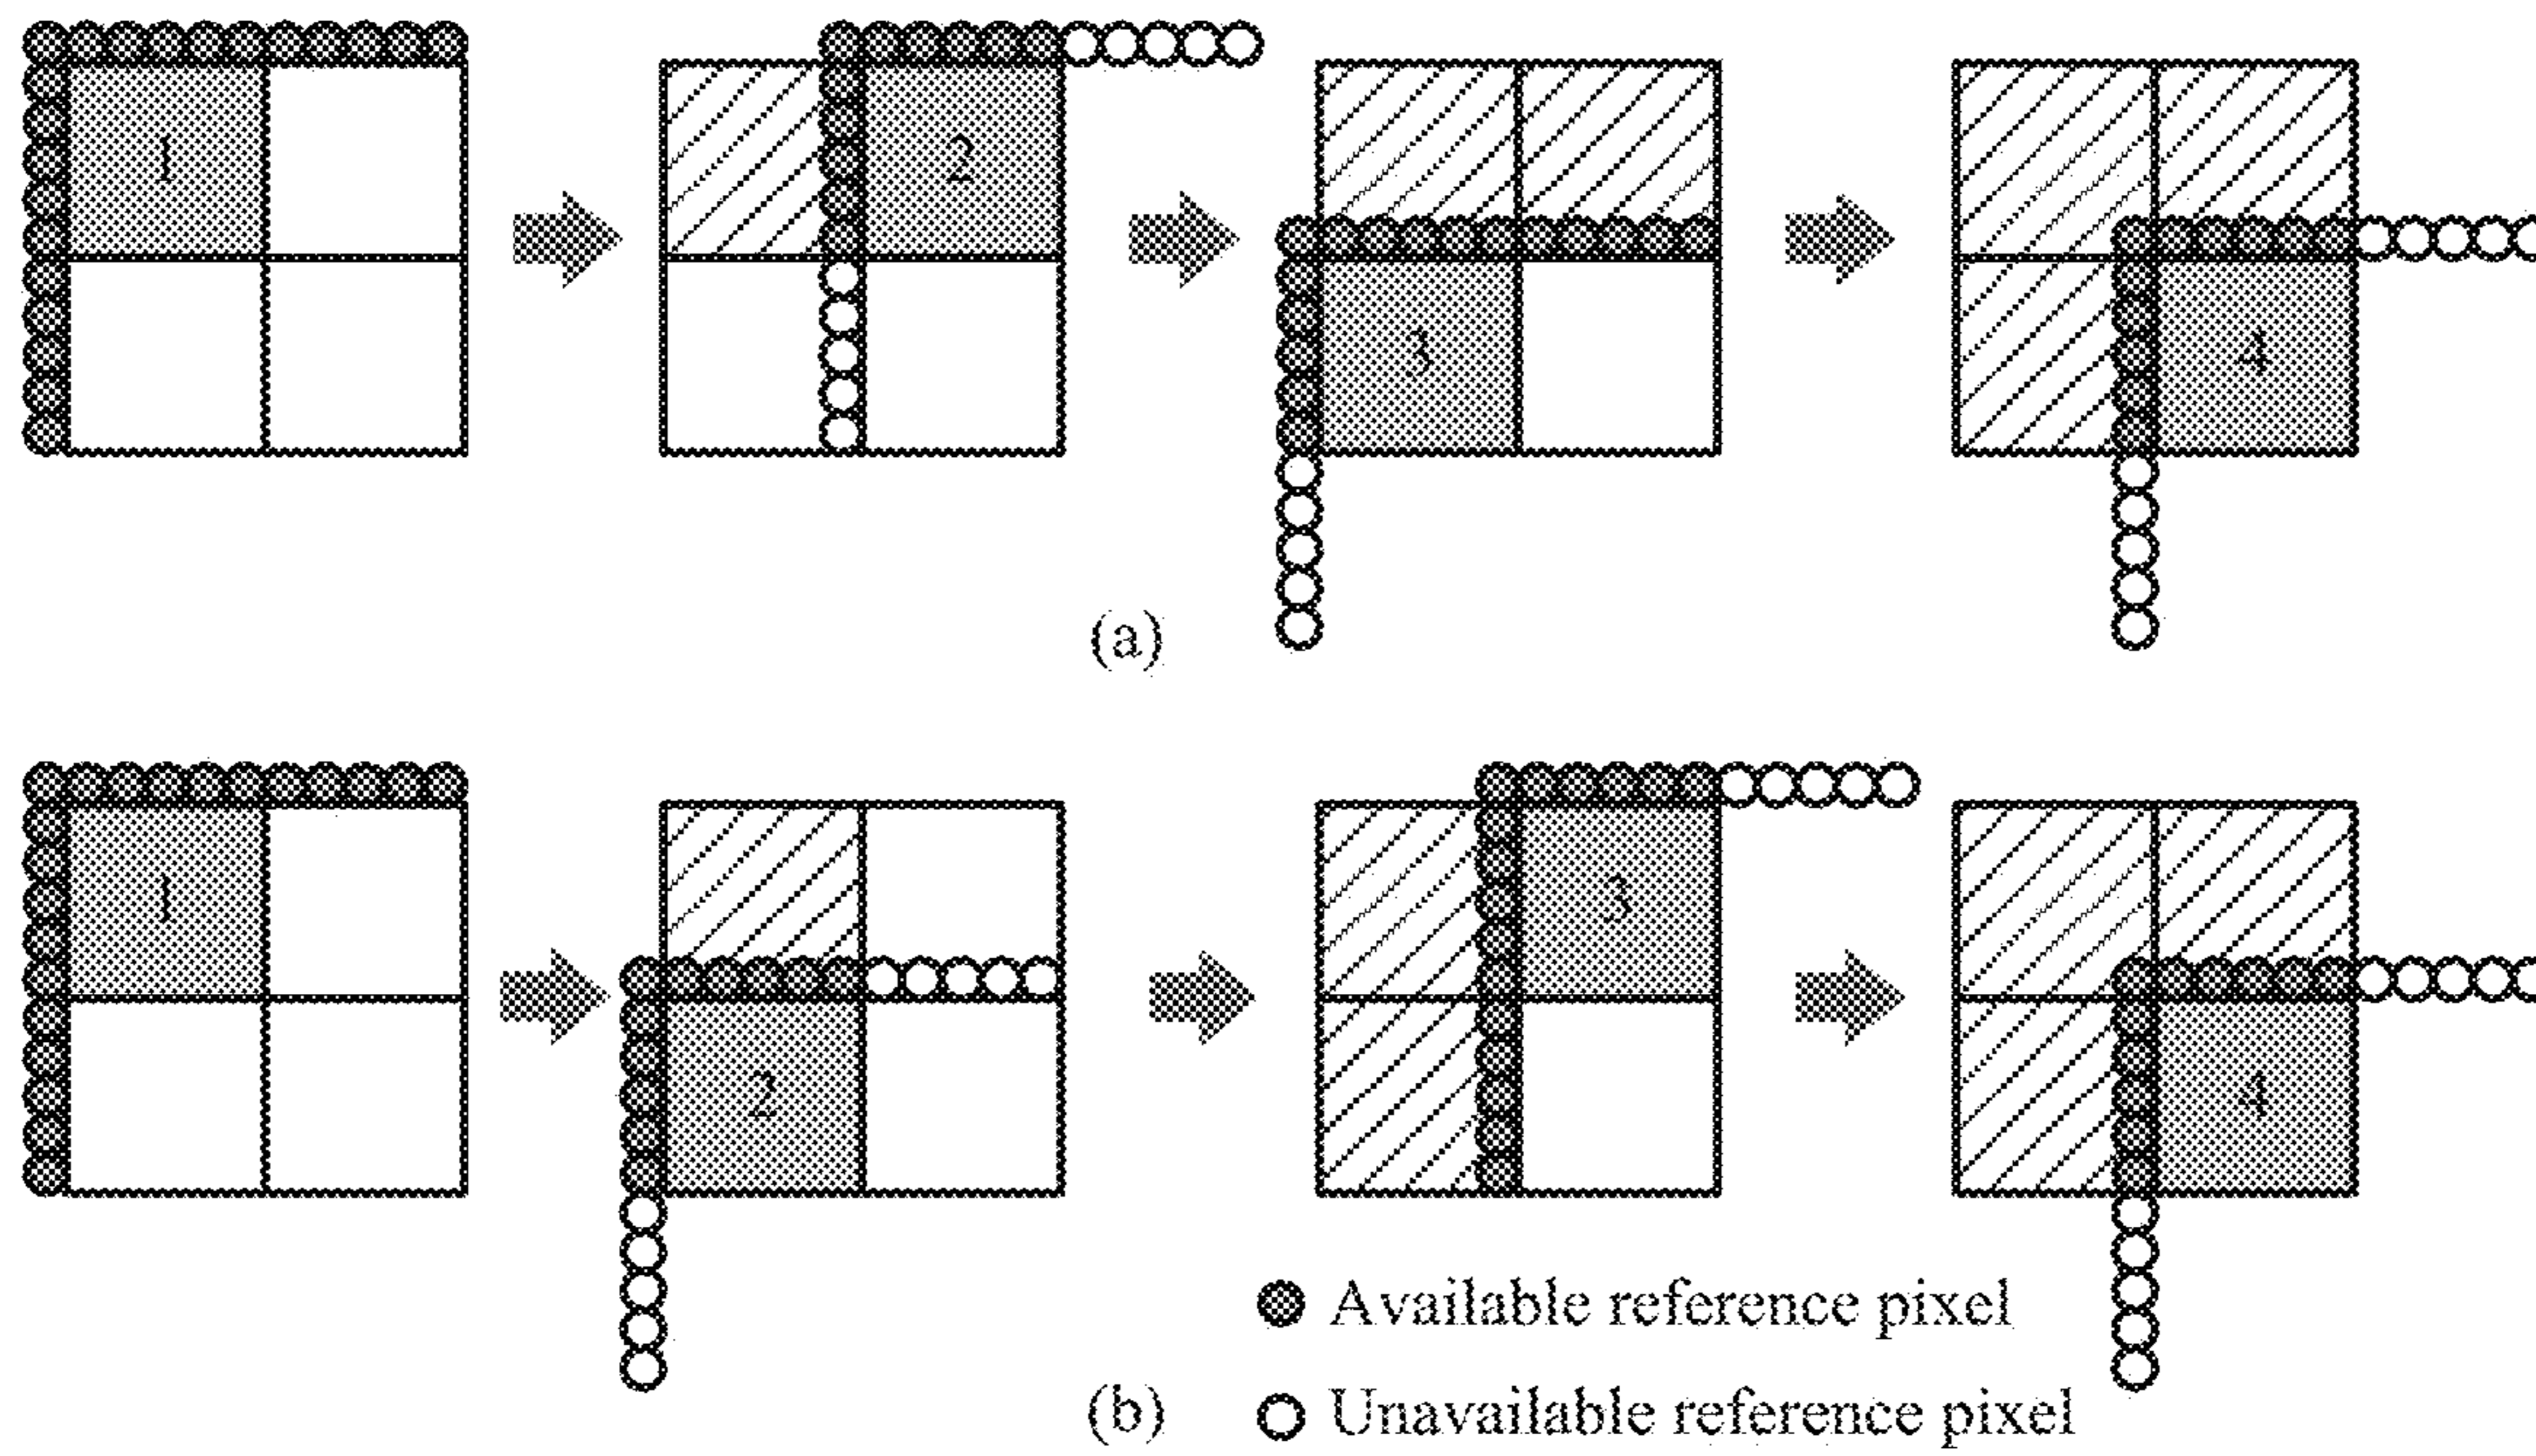 1
2
3
4
(a)
1
2
3
4
Available reference pixel
(b)
Unavailable reference pixel